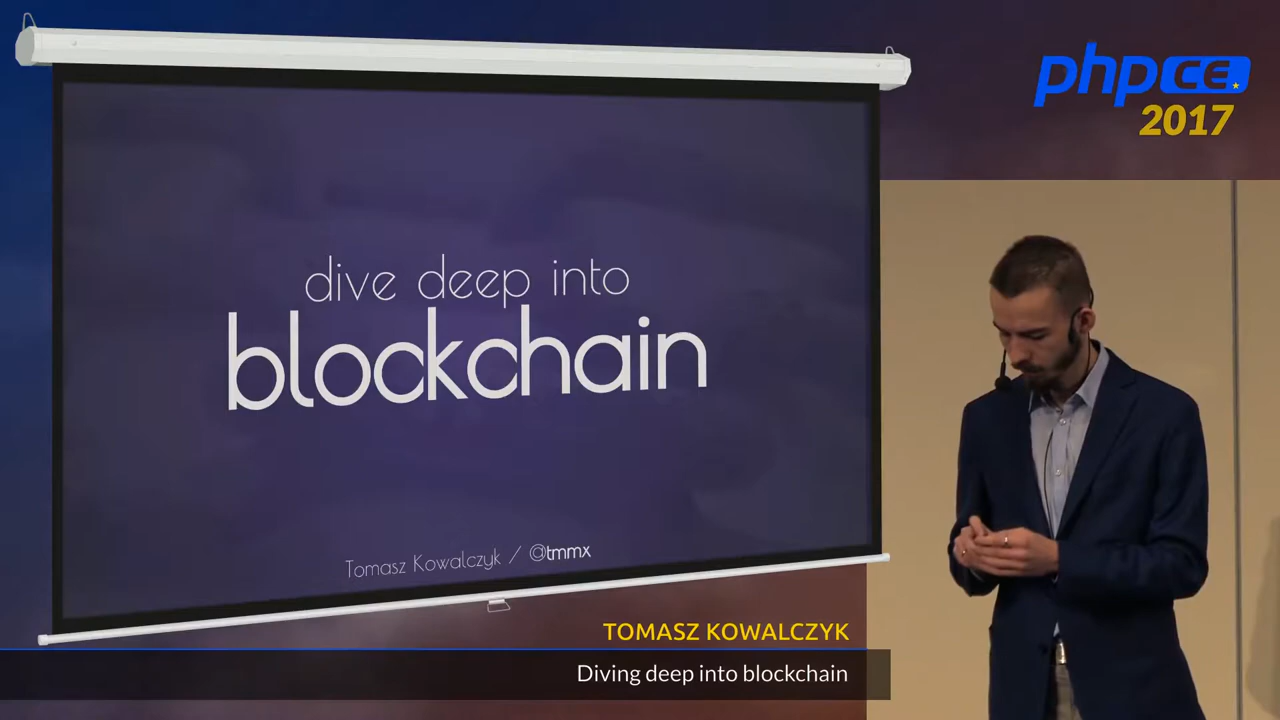 phpCE
2017
dive deep into
blockchain
Tomasz Kowalczyk / @tmmx
TOMASZ KOWALCZYK
Diving deep into blockchain